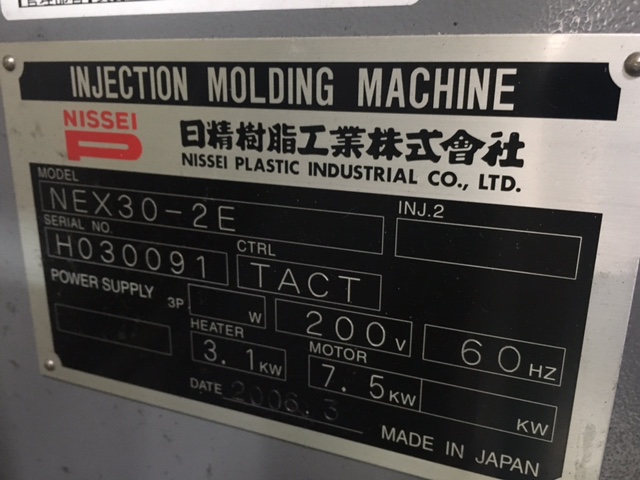 INJECTION MOLDING MACHINE
NISSEI
日精樹脂工業株式會社
NISSEI PLASTIC INDUSTRIAL CO., LTD.
MODEL
NEX30-2E
INJ.2
SERIAL NO.
H030091
CTRL
TACT
POWER SUPPLY 3P W 200V 60HZ
HEATER
3.1KW
MOTOR
7.5KW KW
DATE 2006.3
MADE IN JAPAN